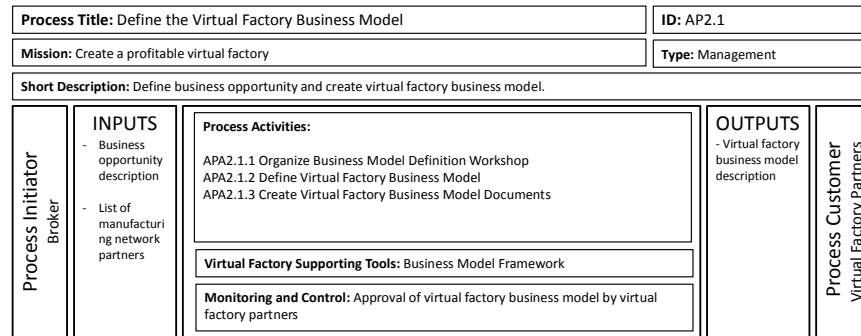 Process Title: Define the Virtual Factory Business Model
ID: AP2.1
Mission: Create a profitable virtual factory
Type: Management
Short Description: Define business opportunity and create virtual factory business model.
Process Initiator
Broker
INPUTS
- Business
opportunity
description
- List of
manufacturi
ng network
partners
Process Activities:
APA2.1.1 Organize Business Model Definition Workshop
APA2.1.2 Define Virtual Factory Business Model
APA2.1.3 Create Virtual Factory Business Model Documents
Virtual Factory Supporting Tools: Business Model Framework
Monitoring and Control: Approval of virtual factory business model by virtual
factory partners
OUTPUTS
- Virtual factory
business model
description
Process Customer
Virtual Factory Partners